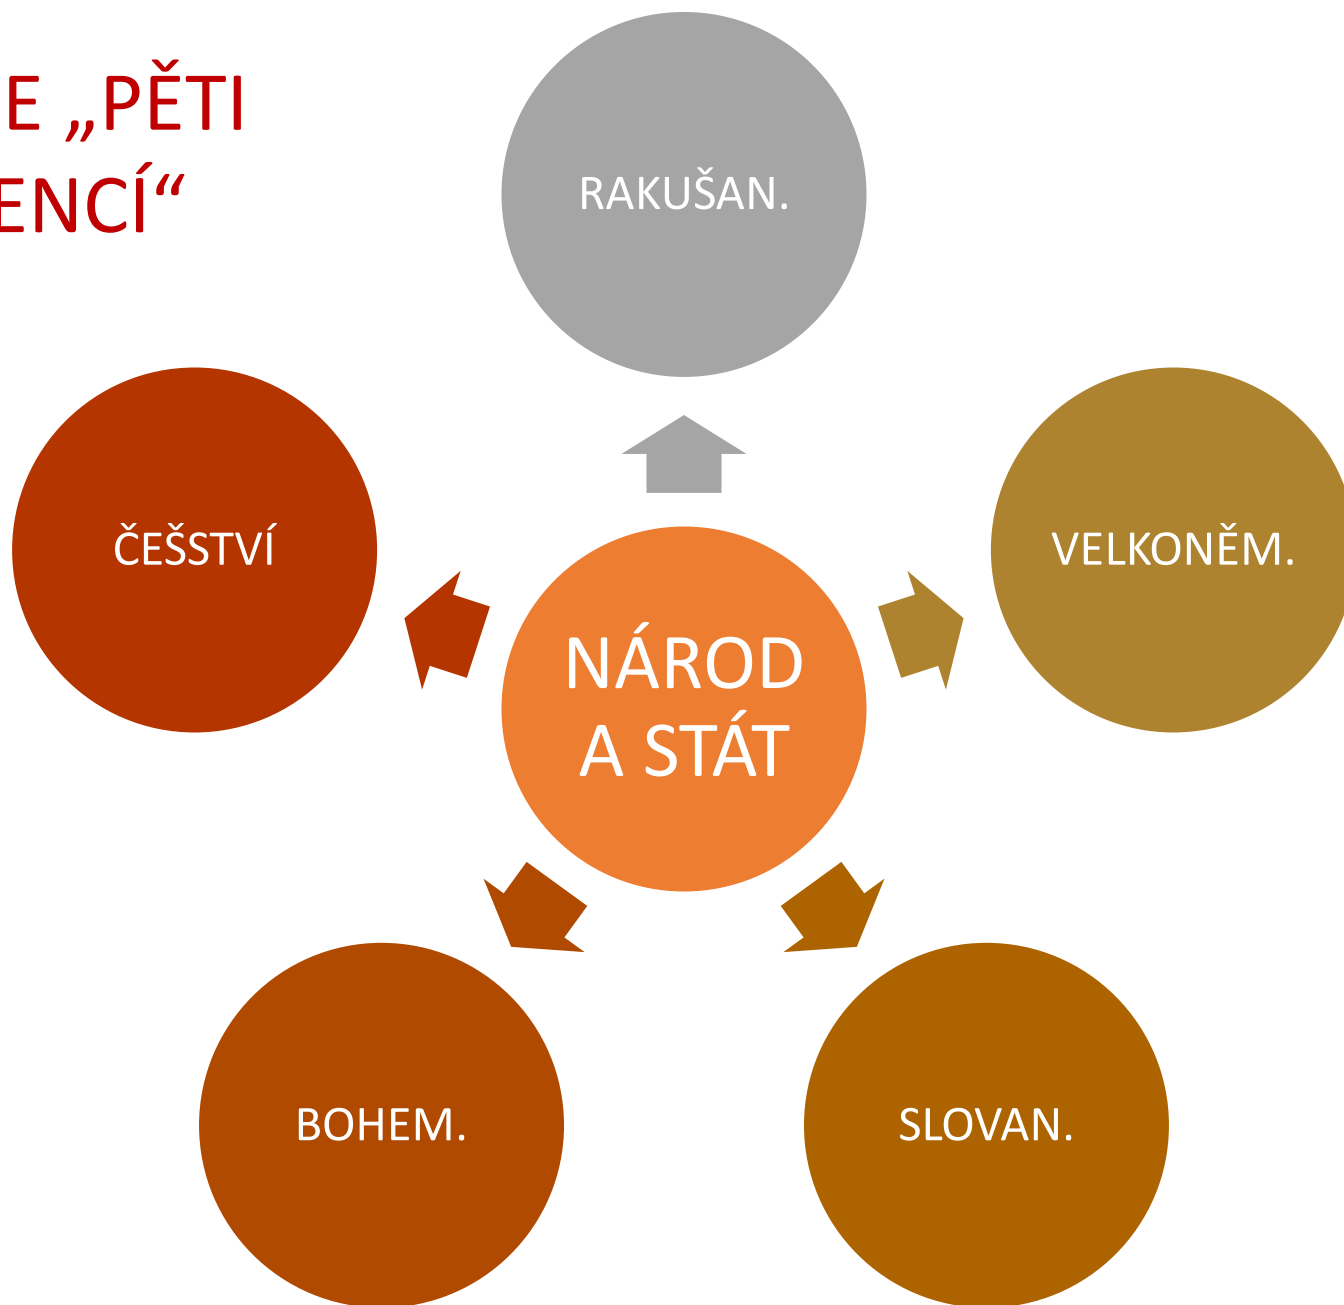 E „PĚTI
ENCÍ“
RAKUŠAN.
ČEŠSTVÍ
VELKONĚM.
NÁROD
A STÁT
BOHEM.
SLOVAN.